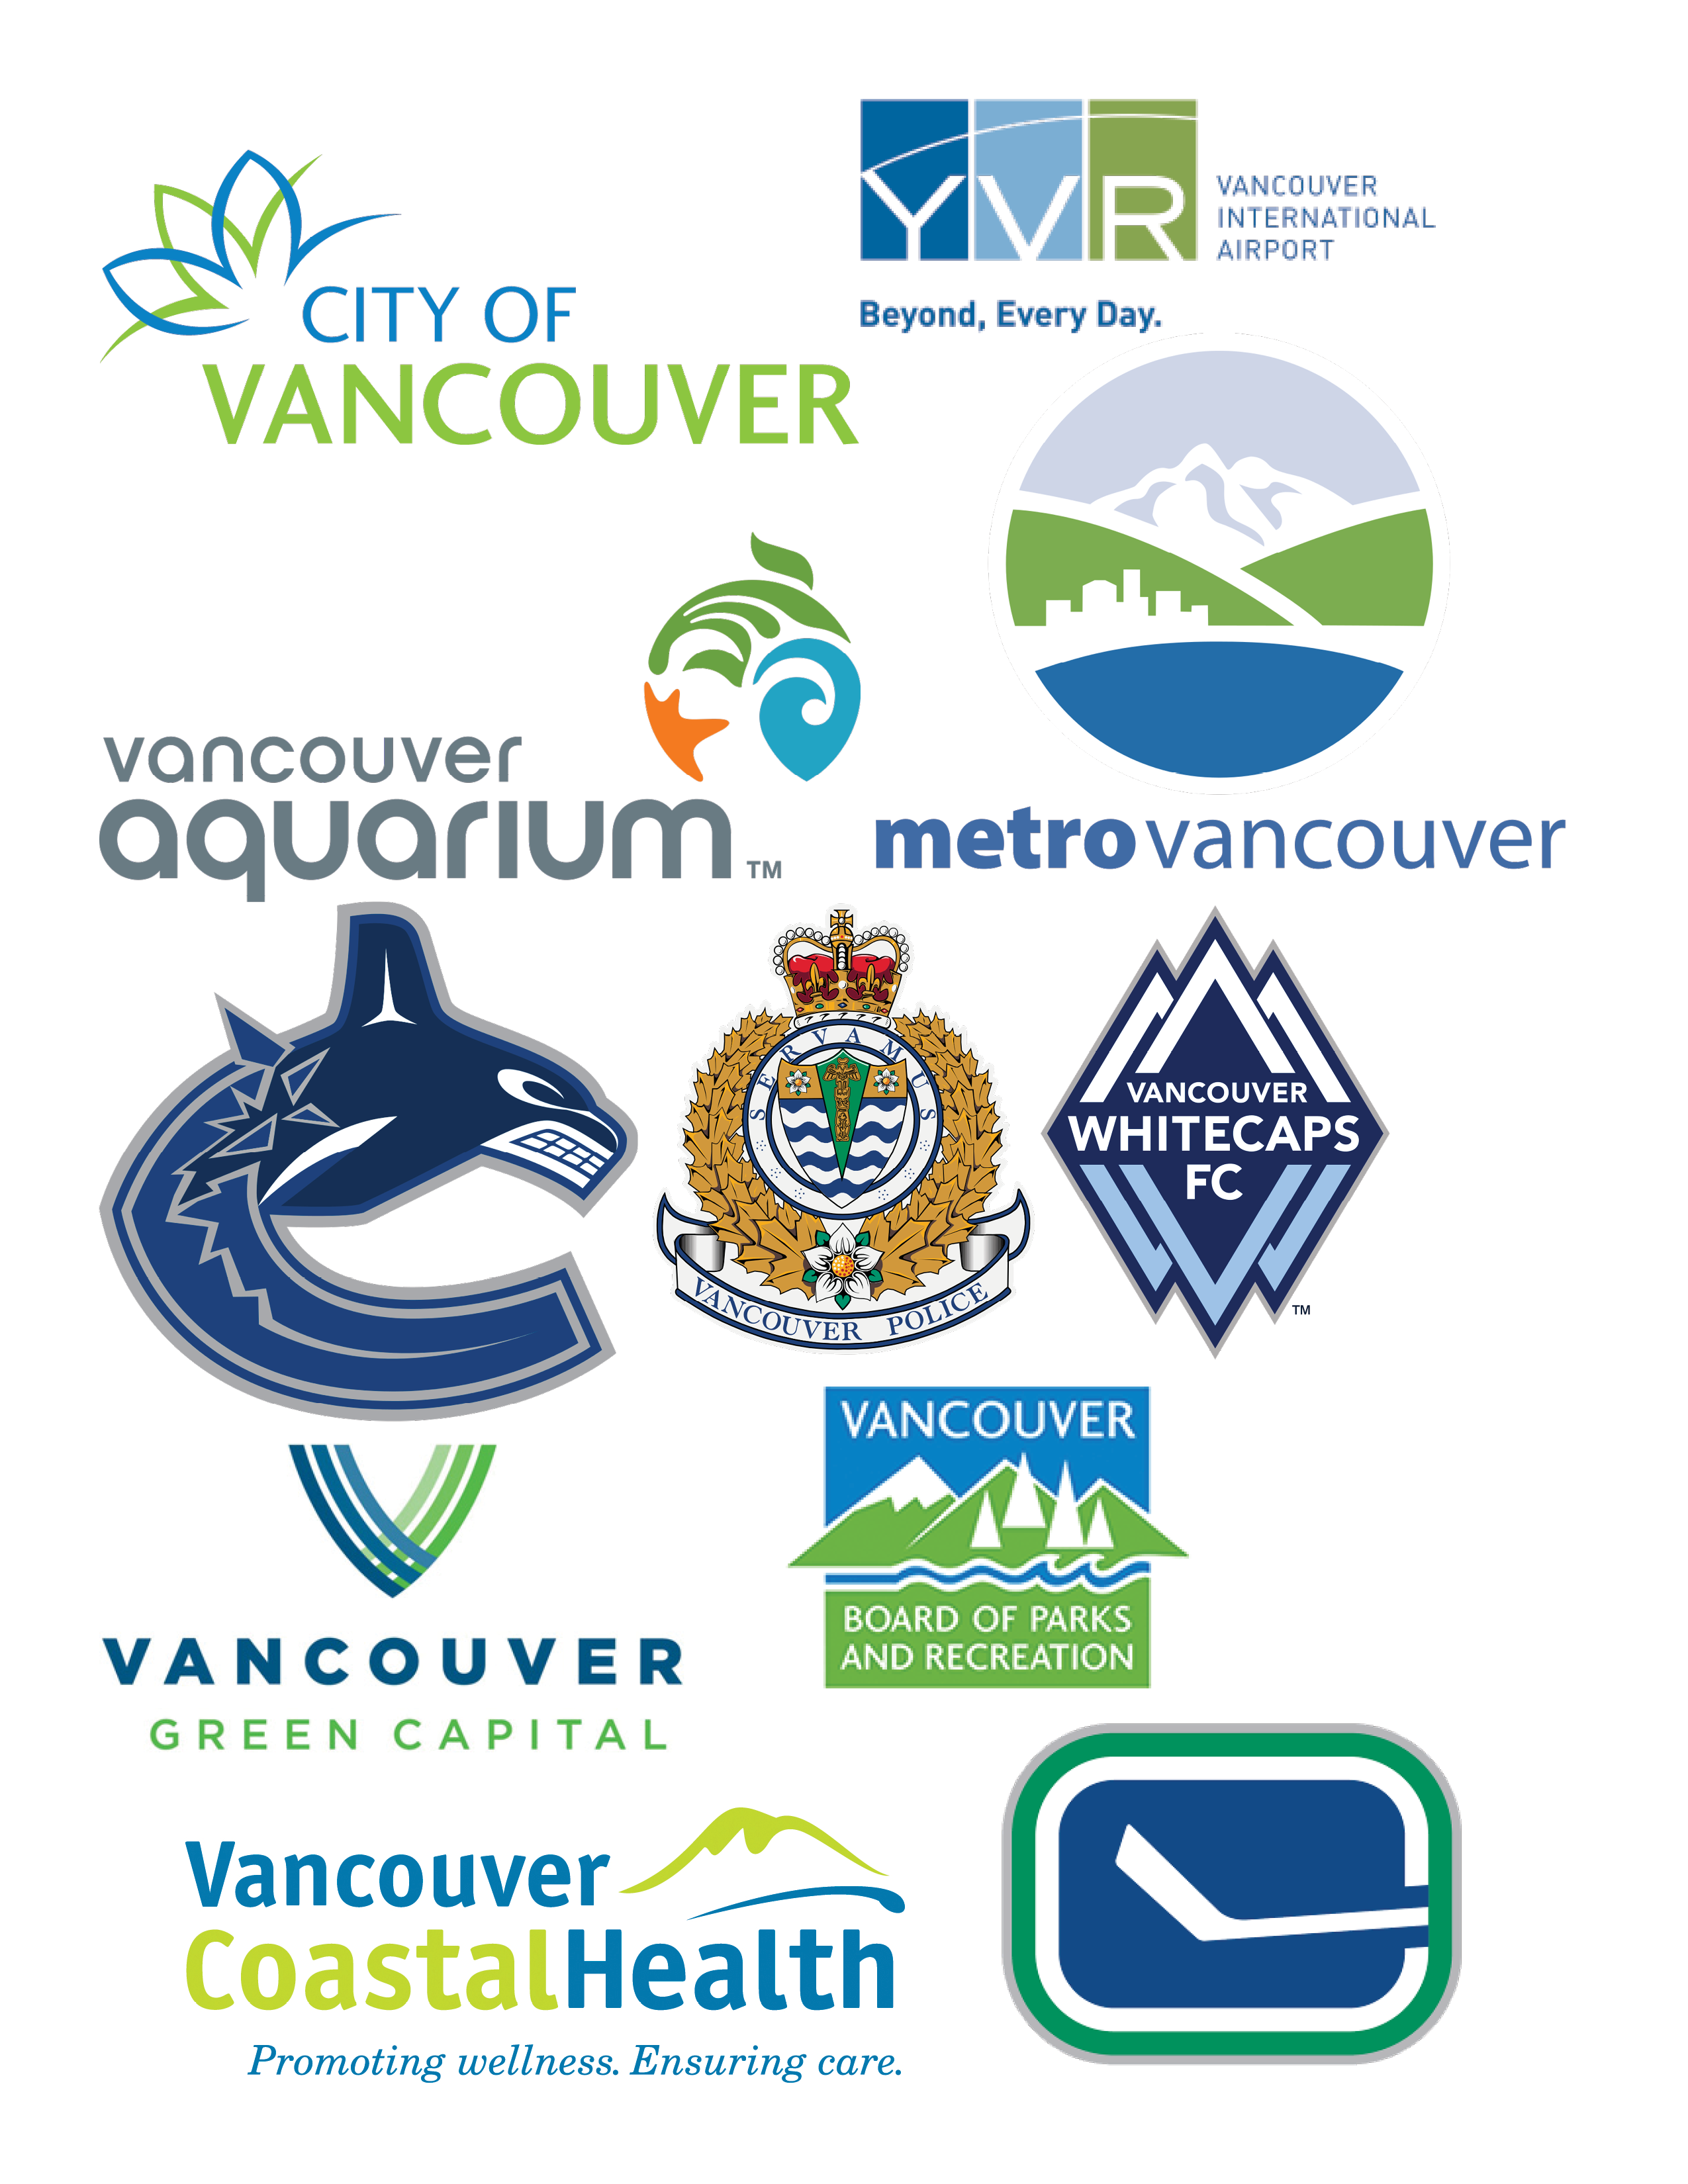 CITY OF
VANCOUVER
YVR
VANCOUVER
INTERNATIONAL
AIRPORT
Beyond, Every Day.
vancouver
aquarium TM
metrovancouver
SERVAMUS
VANCOUVER POLICE
VANCOUVER
WHITECAPS
FC
TM
VANCOUVER
GREEN CAPITAL
VANCOUVER
BOARD OF PARKS
AND RECREATION
Vancouver
CoastalHealth
Promoting wellness. Ensuring care.